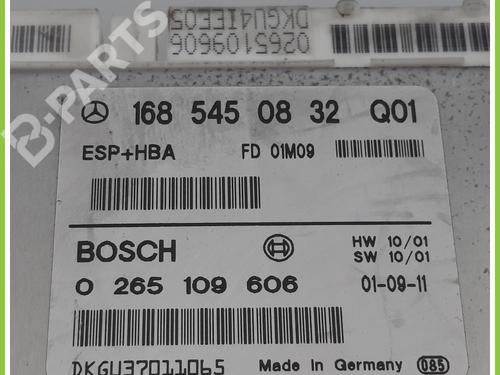 B-PARTS
0265109606
DKGU4IEE05
168 545 08 32 Q01
ESP+HBA FD 01M09
BOSCH HW 10/01
SW 10/01
0 265 109 606 01-09-11
DKGU37011065 Made in Germany 085